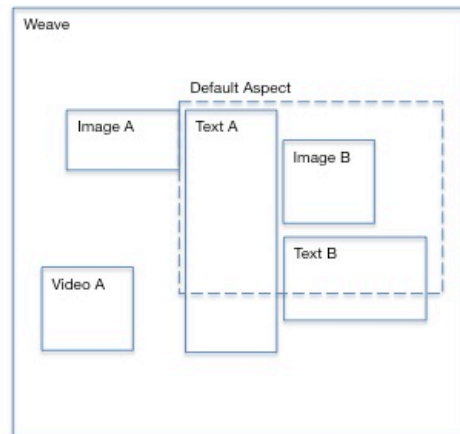 Weave
Default Aspect
Image A
Text A
Image B
Text B
Video A